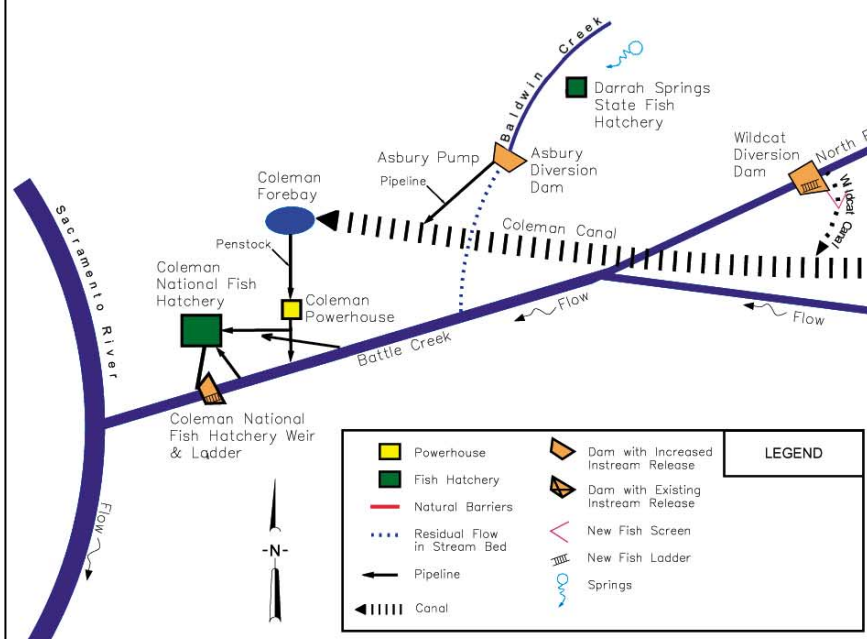 Baldwin Creek
Darrah Springs
State Fish
Hatchery
Wildcat
Diversion
Dam
Asbury Pump
Asbury
Diversion
Dam
Pipeline
Coleman
Forebay
Wildcat Canal
Coleman Canal
Sacramento River
Penstock
Coleman
National Fish
Hatchery
Coleman
Powerhouse
Flow
Flow
Battle Creek
Coleman National
Fish Hatchery Weir
& Ladder
Flow
-N-
LEGEND
Powerhouse
Fish Hatchery
Natural Barriers
Residual Flow
in Stream Bed
Pipeline
Canal
Dam with Increased
Instream Release
Dam with Existing
Instream Release
New Fish Screen
New Fish Ladder
Springs
North